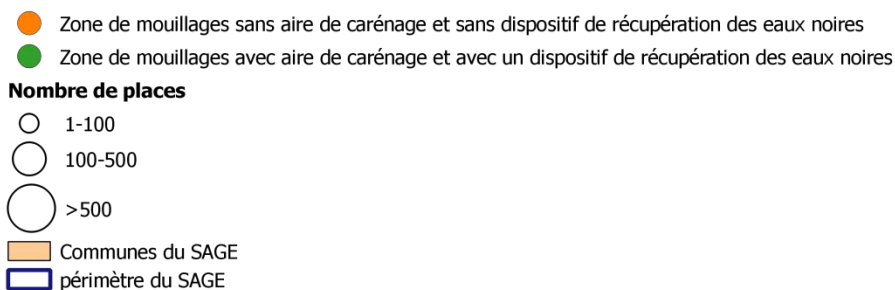 Zone de mouillages sans aire de carénage et sans dispositif de récupération des eaux noires
Zone de mouillages avec aire de carénage et avec un dispositif de récupération des eaux noires
Nombre de places
1-100
100-500
>500
Communes du SAGE
périmètre du SAGE